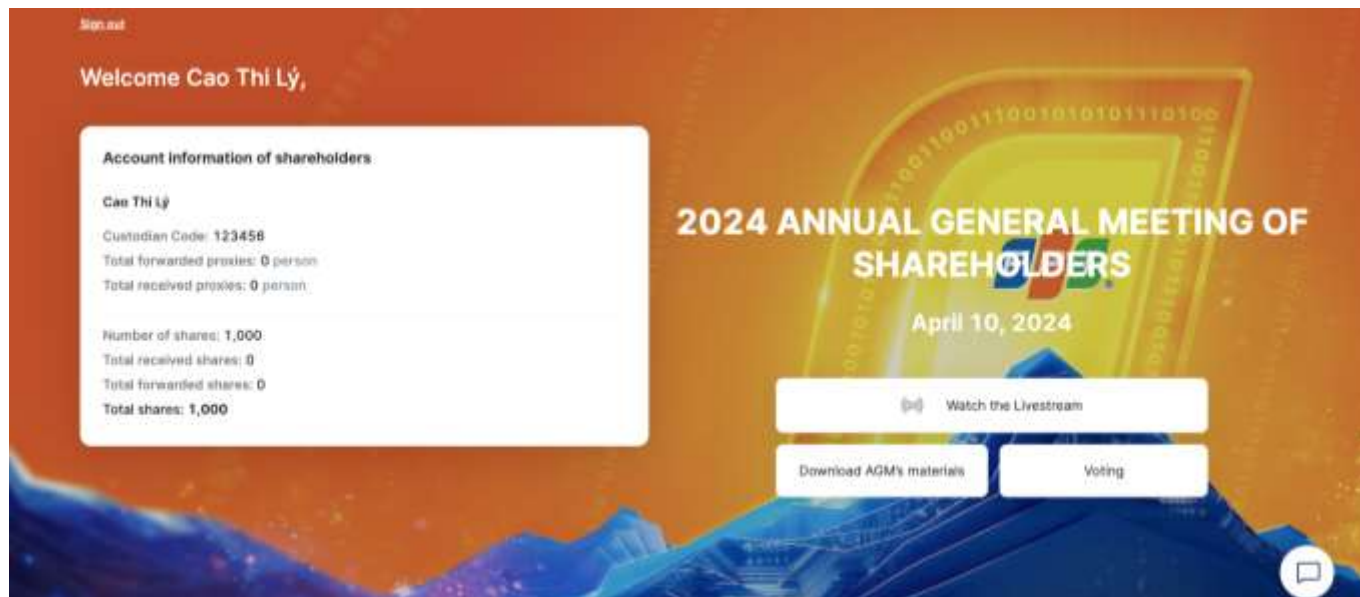 Sign out
Welcome Cao Thi Lý,
Account information of shareholders
Cao Thi Lý
Custodian Code: 123456
Total forwarded proxies: 0 person
Total received proxies: 0 person
Number of shares: 1,000
Total received shares: 0
Total forwarded shares: 0
Total shares: 1,000
2024 ANNUAL GENERAL MEETING OF
SHAREHOLDERS
April 10, 2024
Watch the Livestream
Download AGM's materials
Voting